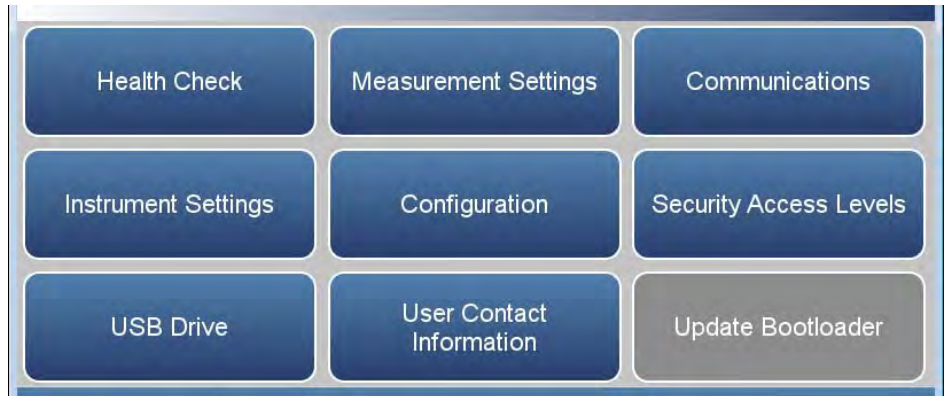 Health Check
Measurement Settings
Communications
Instrument Settings
Configuration
Security Access Levels
USB Drive
User Contact
Information
Update Bootloader